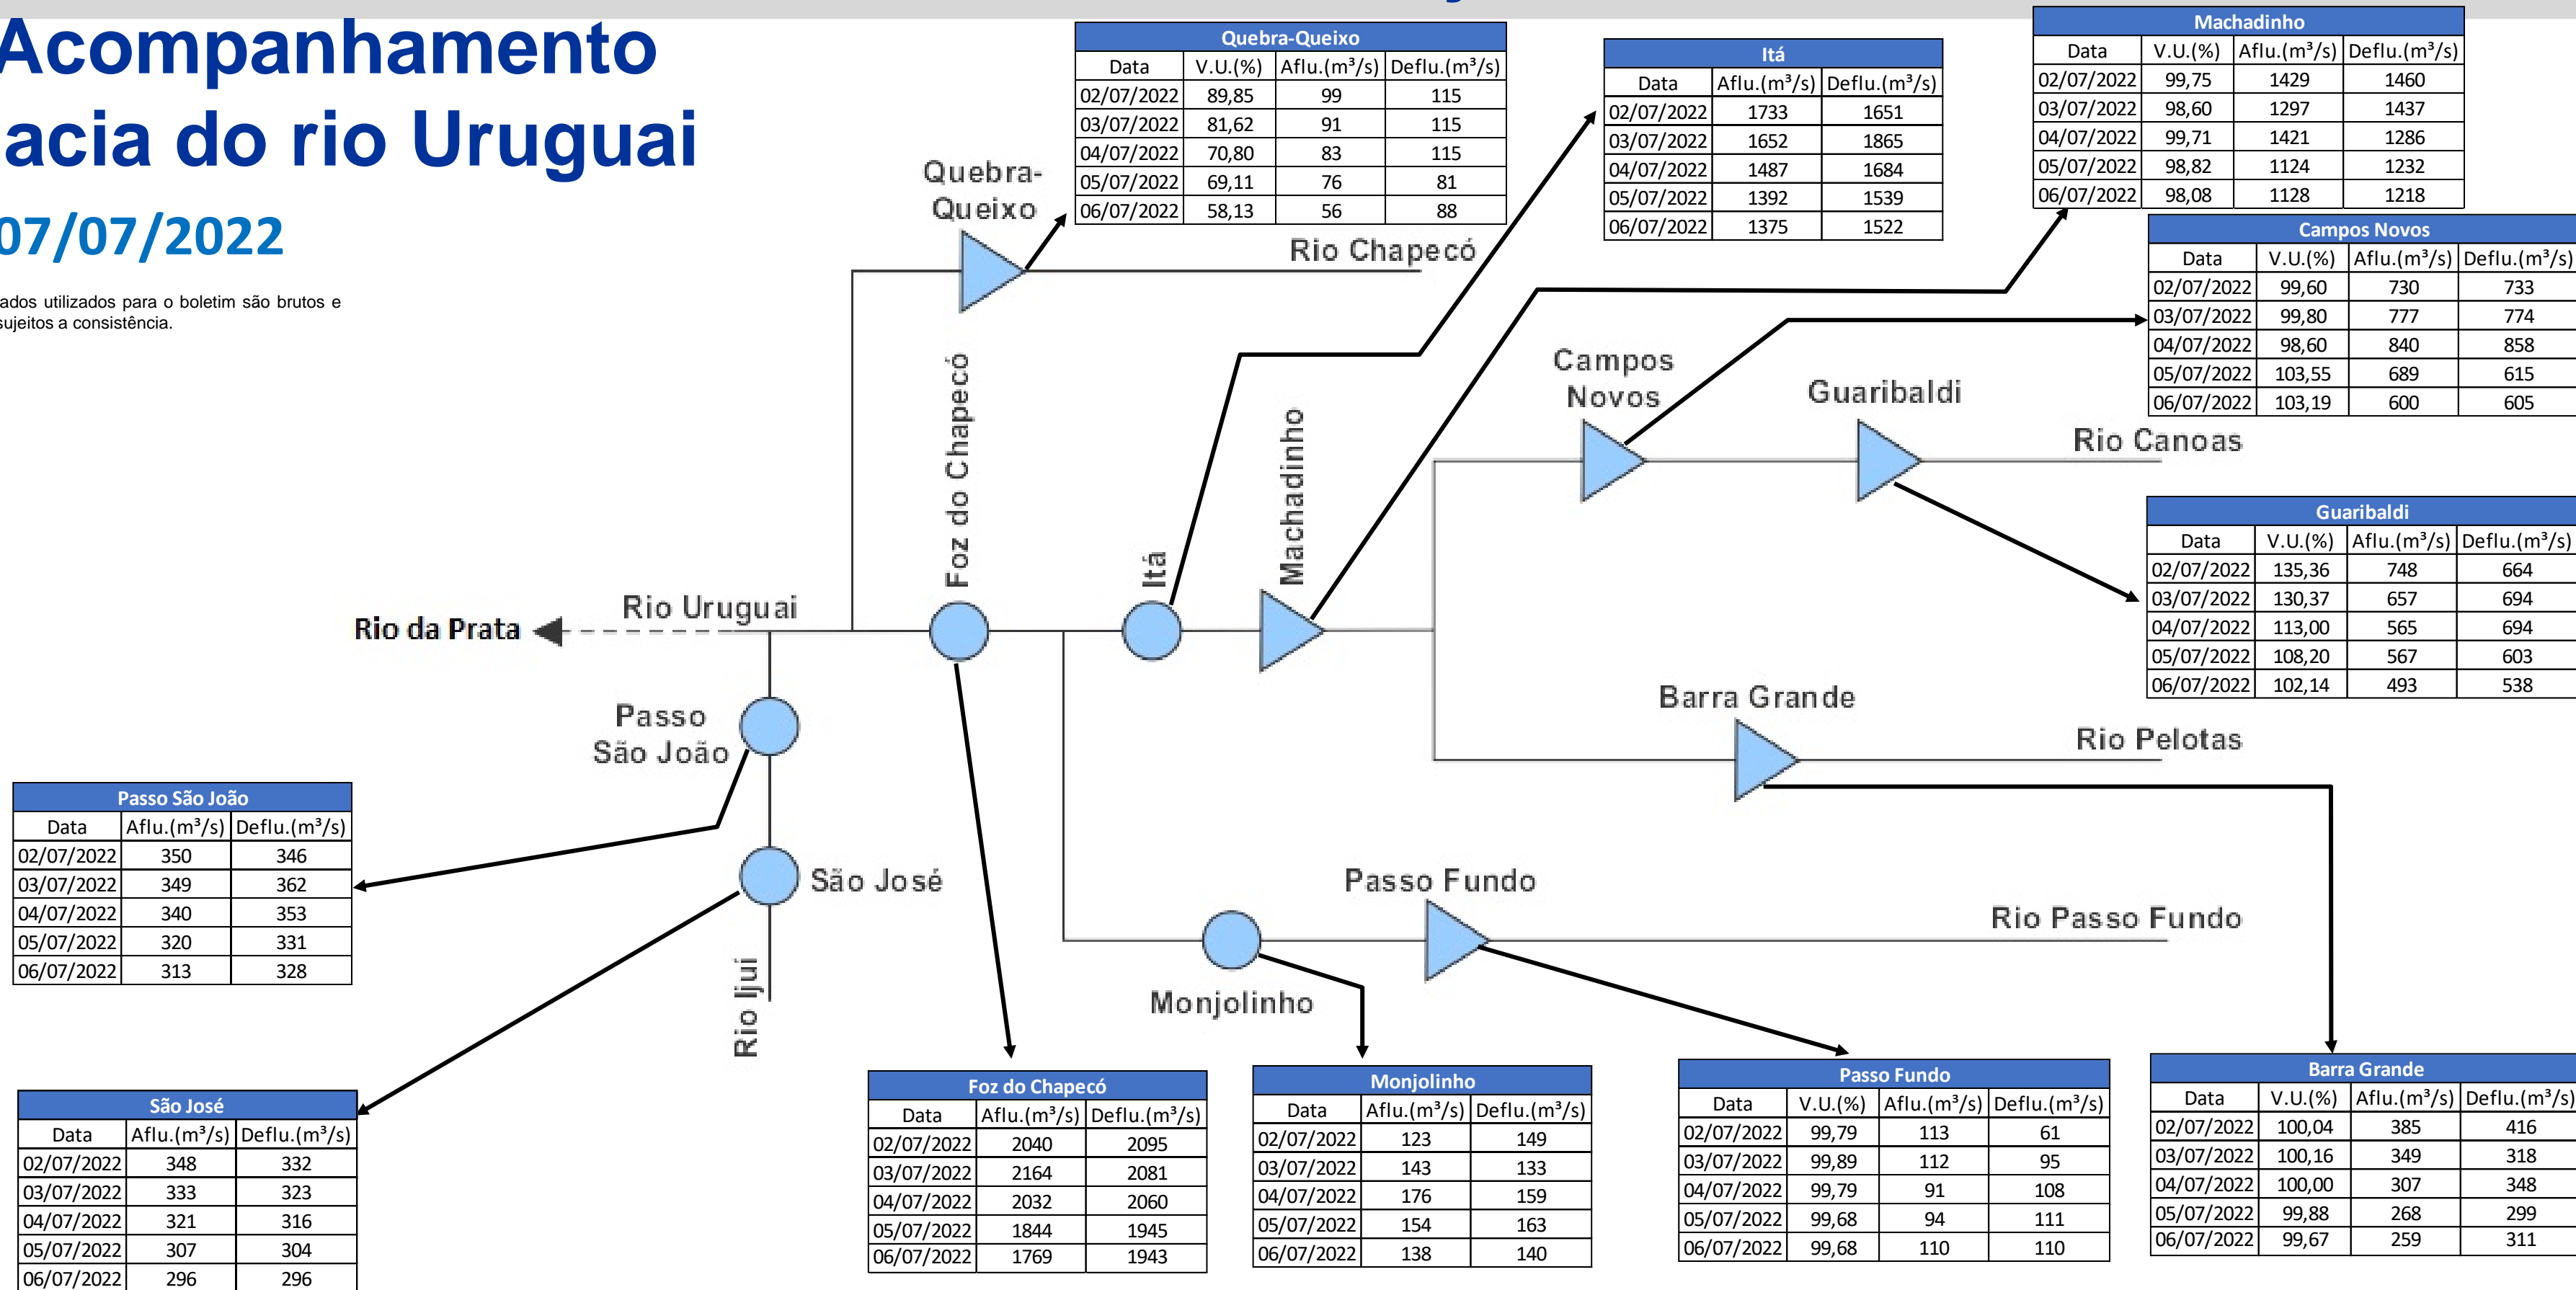 Acompanhamento
acia do rio Uruguai
07/07/2022
ados utilizados para o boletim são brutos e
sujeitos a consistência.
Quebra-Queixo
Data V.U.(%) Aflu.(m³/s) Deflu.(m³/s)
02/07/2022 89,85 99 115
03/07/2022 81,62 91 115
04/07/2022 70,80 83 115
05/07/2022 69,11 76 81
06/07/2022 58,13 56 88
Itá
Data Aflu.(m³/s) Deflu.(m³/s)
02/07/2022 1733 1651
03/07/2022 1652 1865
04/07/2022 1487 1684
05/07/2022 1392 1539
06/07/2022 1375 1522
Machadinho
Data V.U.(%) Aflu.(m³/s) Deflu.(m³/s)
02/07/2022 99,75 1429 1460
03/07/2022 98,60 1297 1437
04/07/2022 99,71 1421 1286
05/07/2022 98,82 1124 1232
06/07/2022 98,08 1128 1218
Campos Novos
Data V.U.(%) Aflu.(m³/s) Deflu.(m³/s)
02/07/2022 99,60 730 733
03/07/2022 99,80 777 774
04/07/2022 98,60 840 858
05/07/2022 103,55 689 615
06/07/2022 103,19 600 605
Guaribaldi
Data V.U.(%) Aflu.(m³/s) Deflu.(m³/s)
02/07/2022 135,36 748 664
03/07/2022 130,37 657 694
04/07/2022 113,00 565 694
05/07/2022 108,20 567 603
06/07/2022 102,14 493 538
Quebra-
Queixo
Rio Chapecó
Foz do Chapecó
Itá
Machadinho
Campos
Novos
Guaribaldi
Rio Canoas
Rio da Prata
Rio Uruguai
Barra Grande
Rio Pelotas
Passo
São João
São José
Rio Ijuí
Passo Fundo
Rio Passo Fundo
Monjolinho
Passo São João
Data Aflu.(m³/s) Deflu.(m³/s)
02/07/2022 350 346
03/07/2022 349 362
04/07/2022 340 353
05/07/2022 320 331
06/07/2022 313 328
São José
Data Aflu.(m³/s) Deflu.(m³/s)
02/07/2022 348 332
03/07/2022 333 323
04/07/2022 321 316
05/07/2022 307 304
06/07/2022 296 296
Foz do Chapecó
Data Aflu.(m³/s) Deflu.(m³/s)
02/07/2022 2040 2095
03/07/2022 2164 2081
04/07/2022 2032 2060
05/07/2022 1844 1945
06/07/2022 1769 1943
Monjolinho
Data Aflu.(m³/s) Deflu.(m³/s)
02/07/2022 123 149
03/07/2022 143 133
04/07/2022 176 159
05/07/2022 154 163
06/07/2022 138 140
Passo Fundo
Data V.U.(%) Aflu.(m³/s) Deflu.(m³/s)
02/07/2022 99,79 113 61
03/07/2022 99,89 112 95
04/07/2022 99,79 91 108
05/07/2022 99,68 94 111
06/07/2022 99,68 110 110
Barra Grande
Data V.U.(%) Aflu.(m³/s) Deflu.(m³/s)
02/07/2022 100,04 385 416
03/07/2022 100,16 349 318
04/07/2022 100,00 307 348
05/07/2022 99,88 268 299
06/07/2022 99,67 259 311